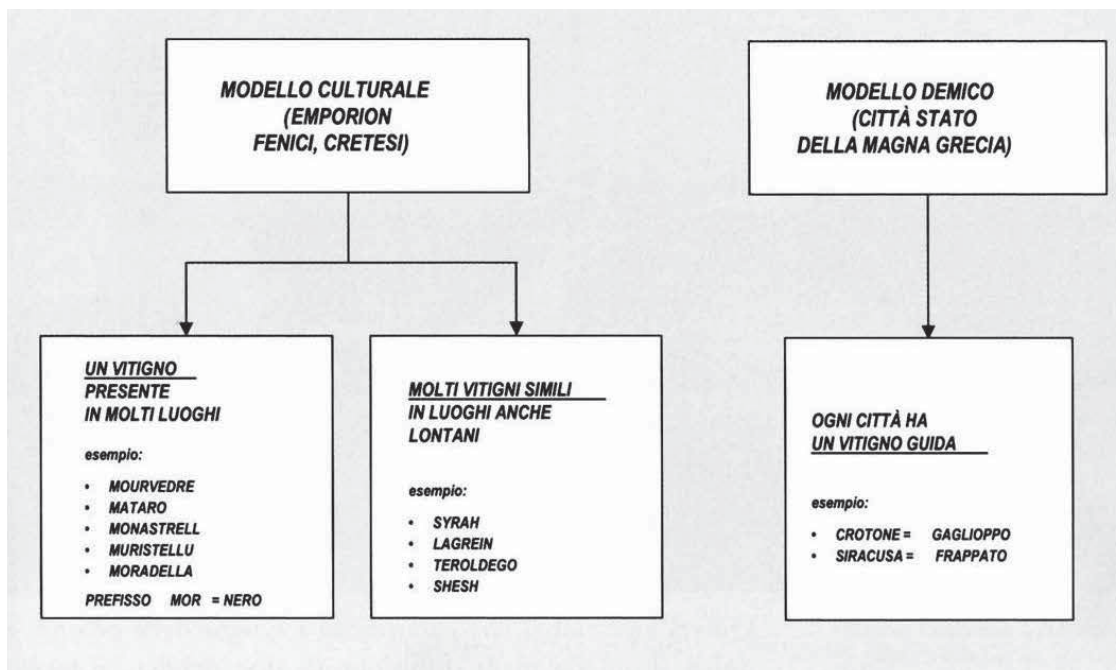 MODELLO CULTURALE
(EMPORION
FENICI, CRETESI)
MODELLO DEMICO
(CITTÀ STATO
DELLA MAGNA GRECIA)
UN VITIGNO
PRESENTE
IN MOLTI LUOGHI
esempio:
• MOURVEDRE
• MATARO
• MONASTRELL
• MURISTELLU
• MORADELLA
PREFISSO MOR = NERO
MOLTI VITIGNI SIMILI
IN LUOGHI ANCHE
LONTANI
esempio:
• SYRAH
• LAGREIN
• TEROLDEGO
• SHESH
OGNI CITTÀ HA
UN VITIGNO GUIDA
esempio:
• CROTONE = GAGLIOPPO
• SIRACUSA = FRAPPATO